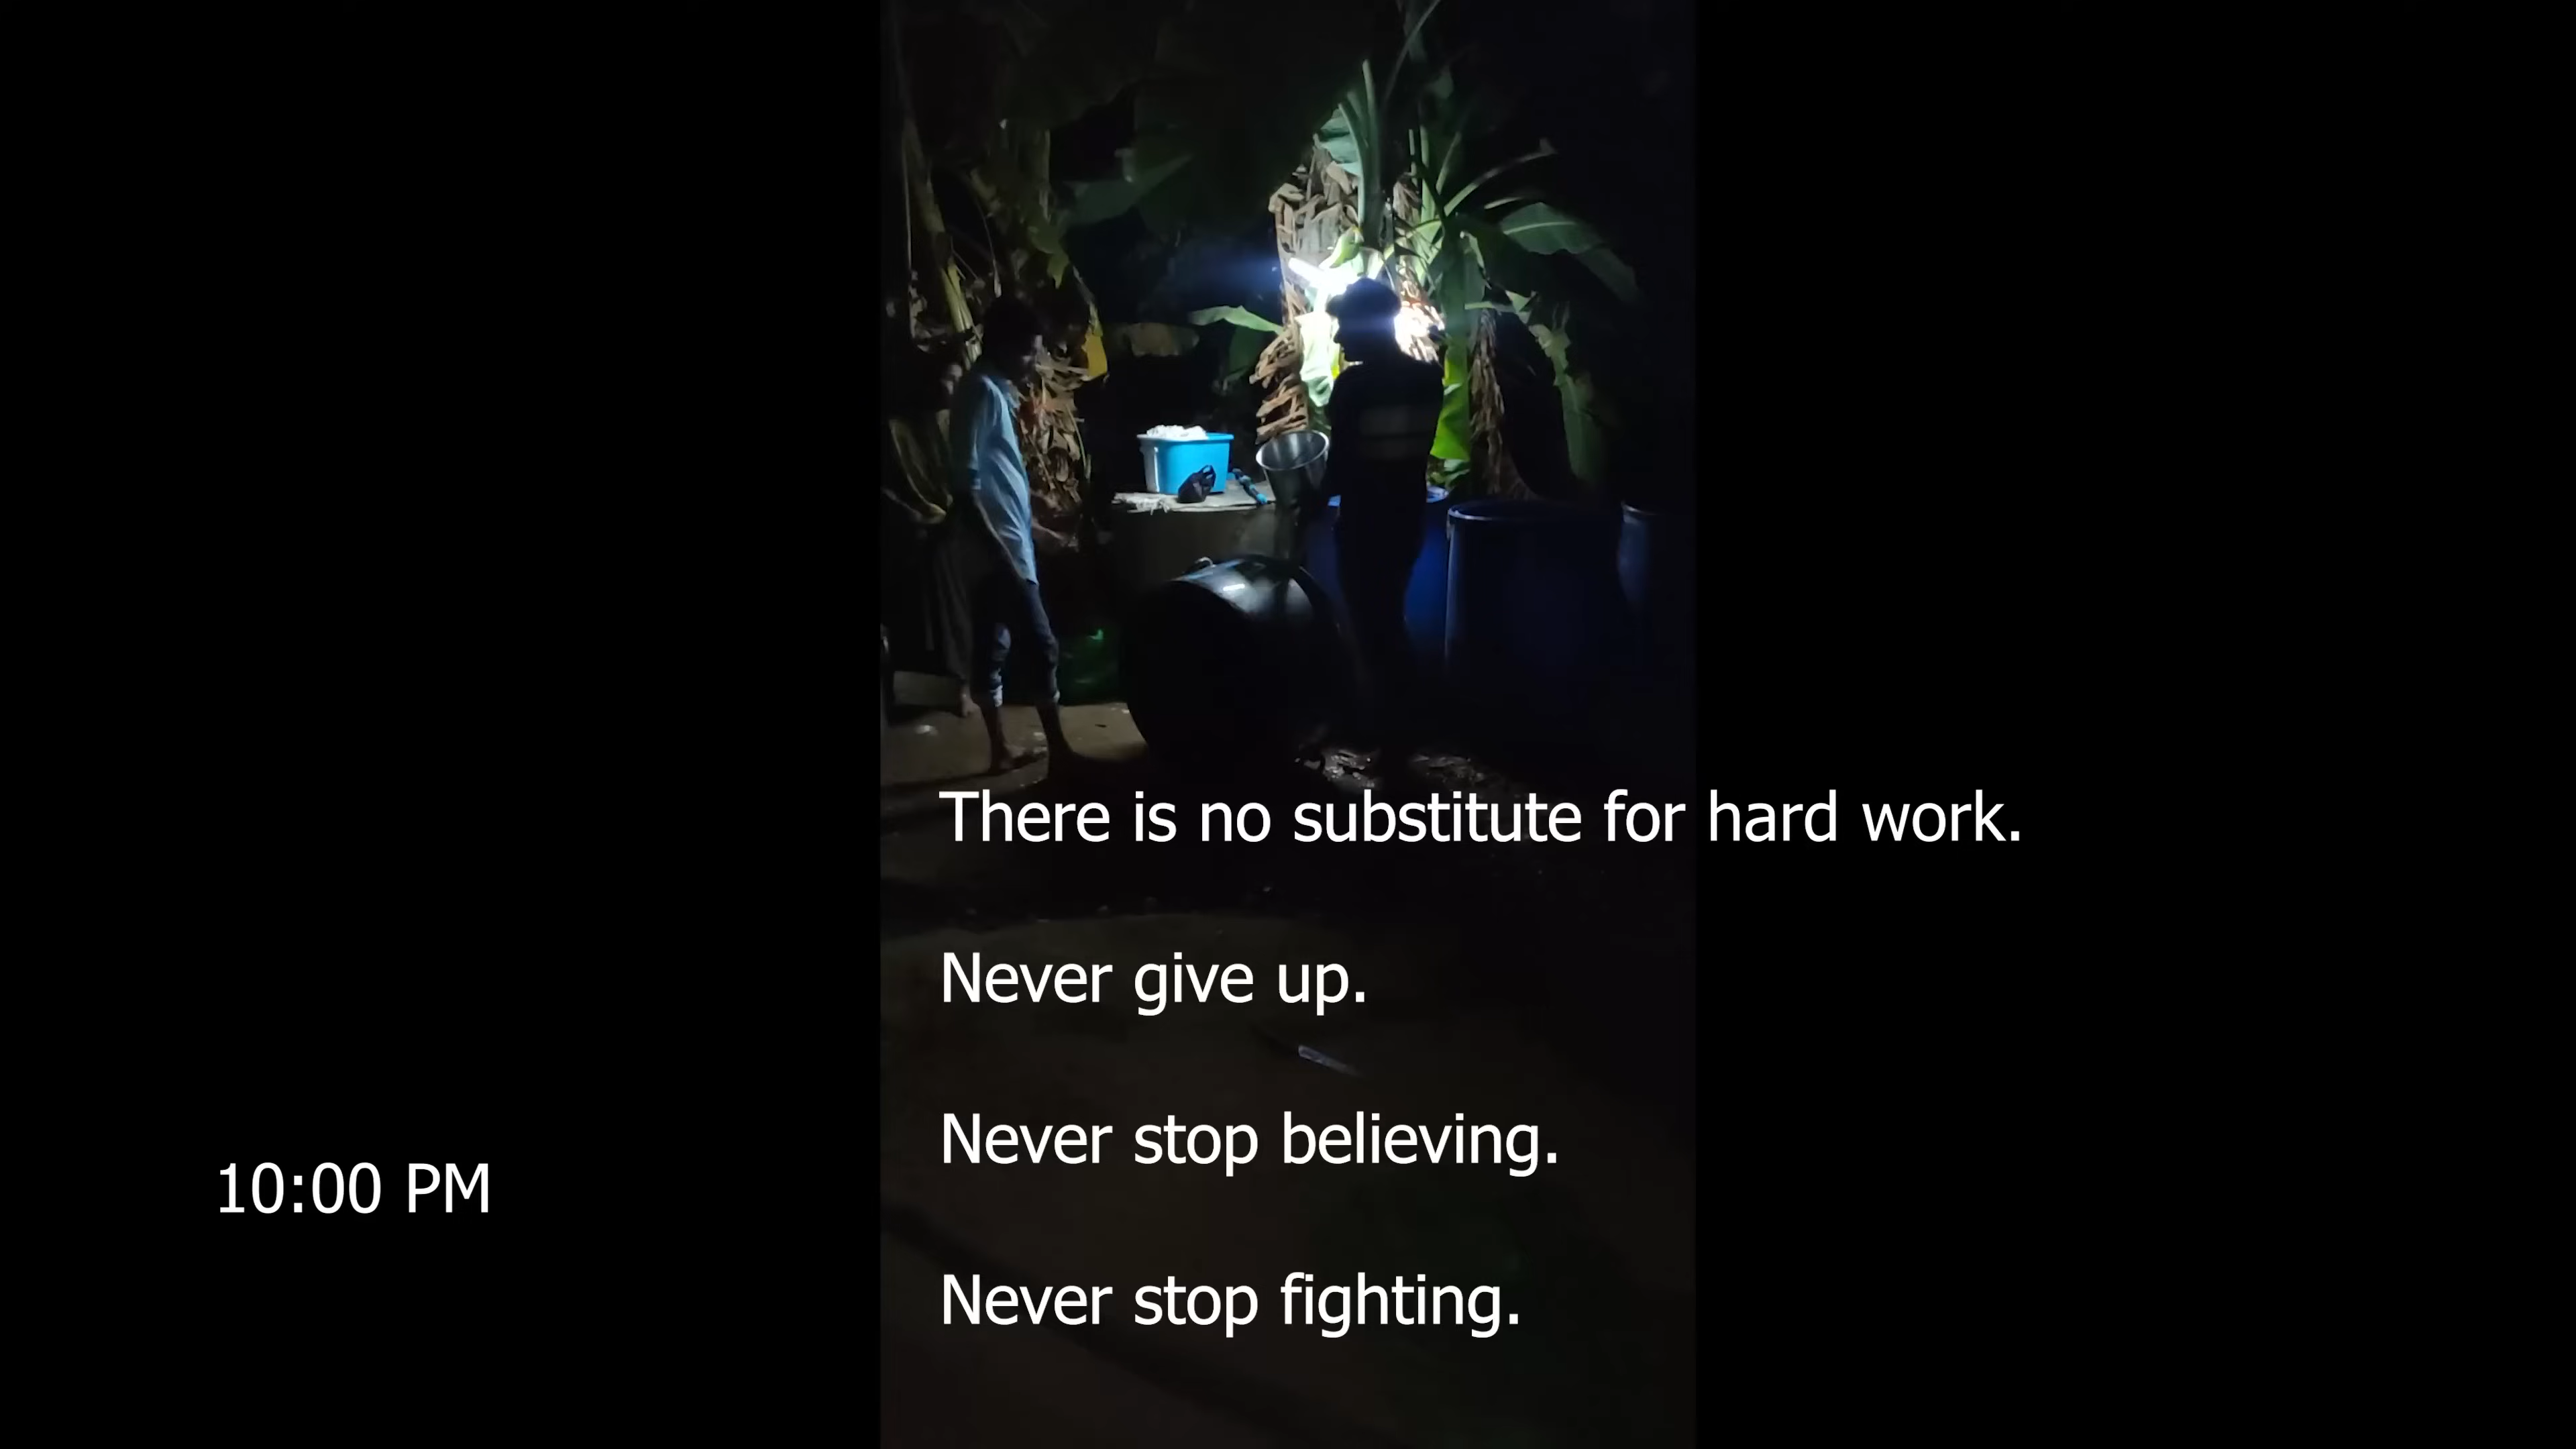 There is no substitute for hard work.
Never give up.
Never stop believing.
10:00 PM
Never stop fighting.